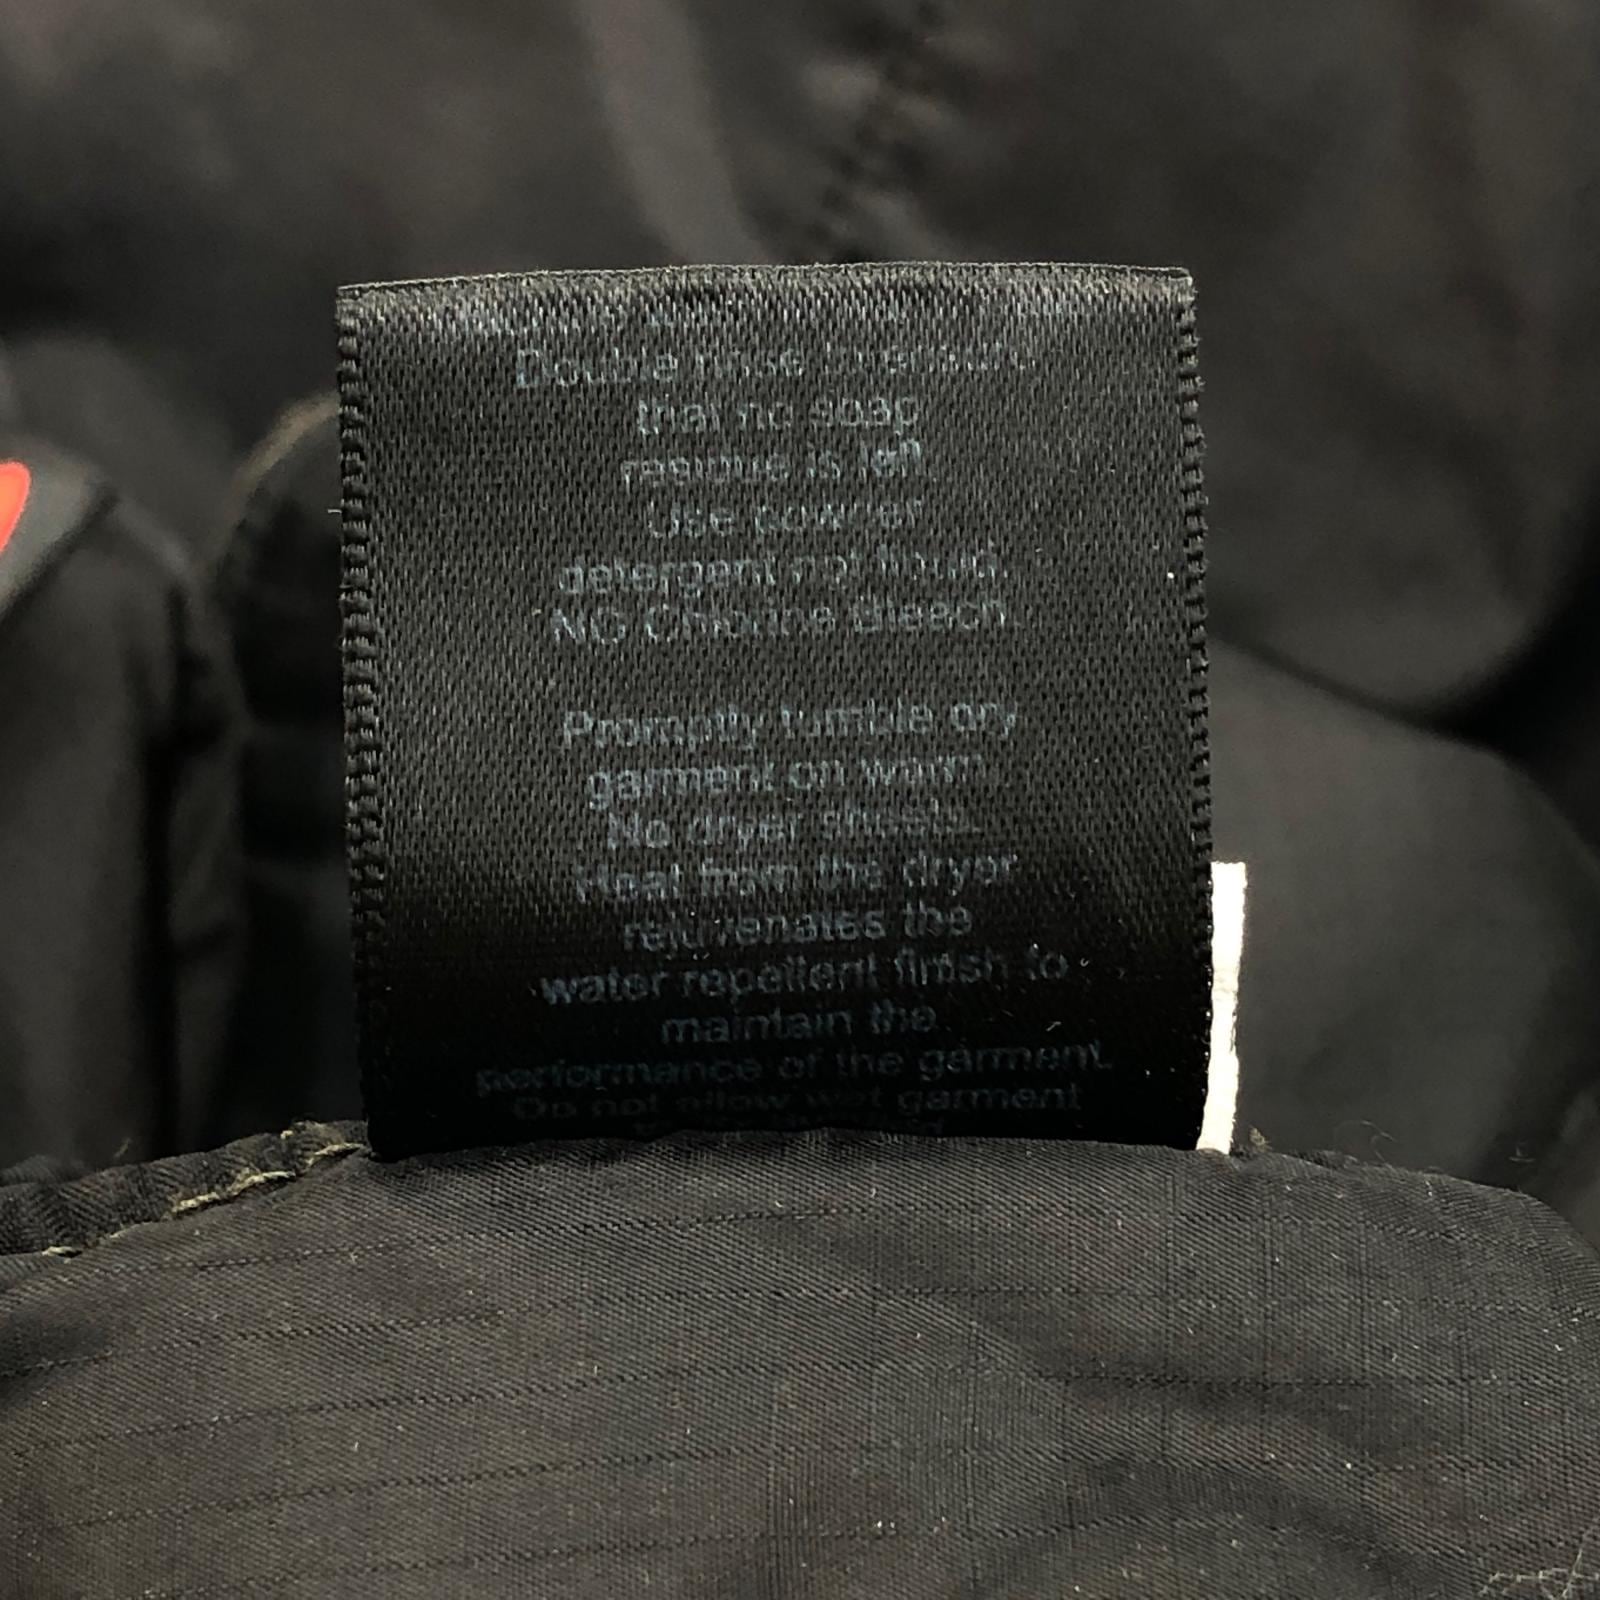 Double rinse to ensure
that no soap
residue is left.
Use powder
detergent not liquid.
NO Chlorine Bleach.
Promptly tumble dry
garment on warm.
No dryer sheets.
Heat from the dryer
rejuvenates the
water repellent finish to
maintain the
performance of the garment.
Do not allow wet garment